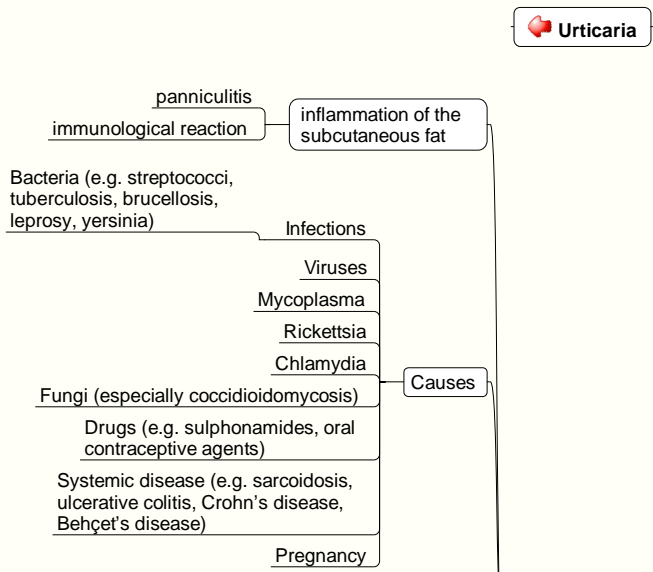 Urticaria
panniculitis
immunological reaction
inflammation of the
subcutaneous fat
Bacteria (e.g. streptococci,
tuberculosis, brucellosis,
leprosy, yersinia)
Infections
Viruses
Mycoplasma
Rickettsia
Chlamydia
Fungi (especially coccidioidomycosis)
Drugs (e.g. sulphonamides, oral
contraceptive agents)
Systemic disease (e.g. sarcoidosis,
ulcerative colitis, Crohn's disease,
Behçet's disease)
Pregnancy
Causes